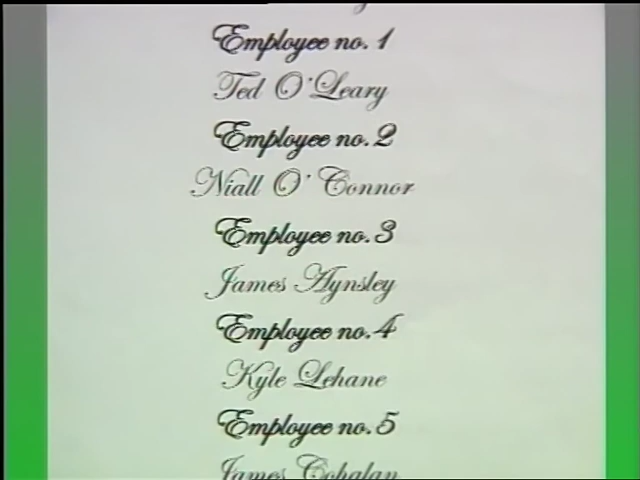 Employee no. 1
Ted O'Leary
Employee no. 2
Niall O' Connor
Employee no. 3
James Aynsley
Employee no. 4
Kyle Lehane
Employee no. 5
James Cohalan